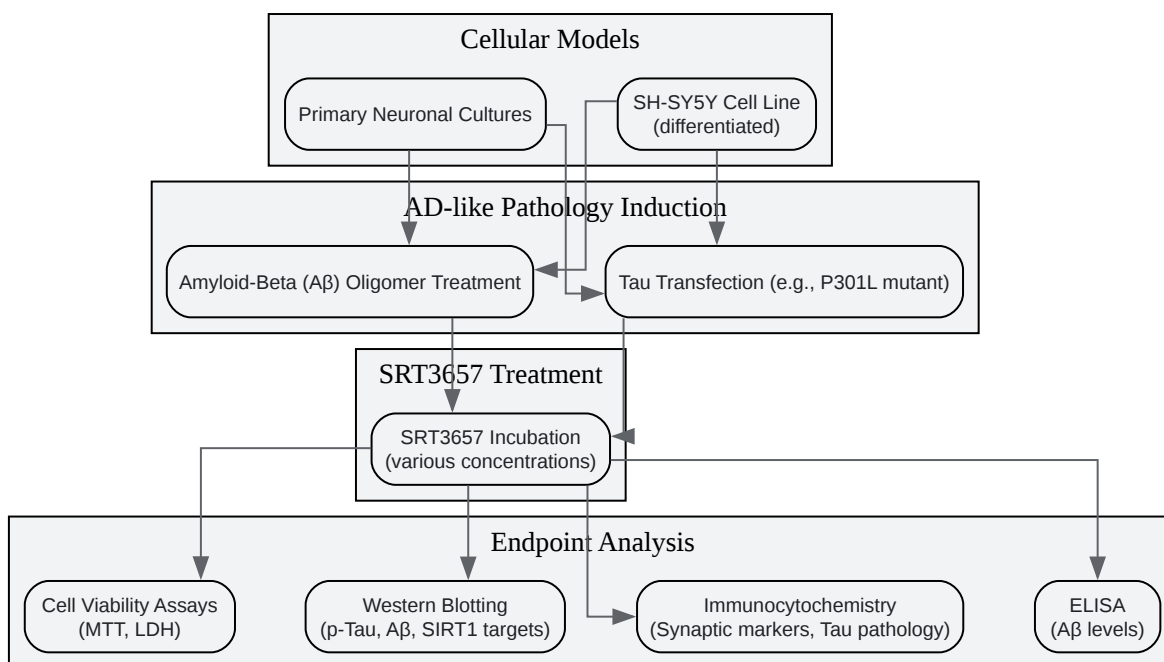 Cellular Models
Primary Neuronal Cultures
SH-SY5Y Cell Line
(differentiated)
AD-like Pathology Induction
Amyloid-Beta (Aβ) Oligomer Treatment
Tau Transfection (e.g., P301L mutant)
SRT3657 Treatment
SRT3657 Incubation
(various concentrations)
Endpoint Analysis
Cell Viability Assays
(MTT, LDH)
Western Blotting
(p-Tau, Aβ, SIRT1 targets)
Immunocytochemistry
(Synaptic markers, Tau pathology)
ELISA
(Aβ levels)